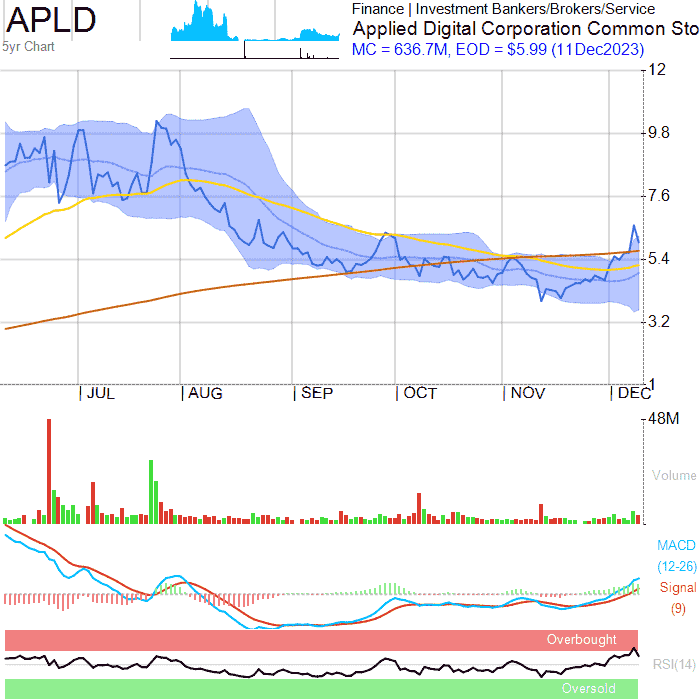 APLD
5yr Chart
Finance | Investment Bankers/Brokers/Service
Applied Digital Corporation Common Sto
MC = 636.7M, EOD = $5.99 (11Dec2023)
12
9.8
7.6
5.4
3.2
1
JUL
AUG
SEP
OCT
NOV
DEC
48M
Volume
MACD
(12-26)
Signal
(9)
Overbought
RSI(14)
Oversold